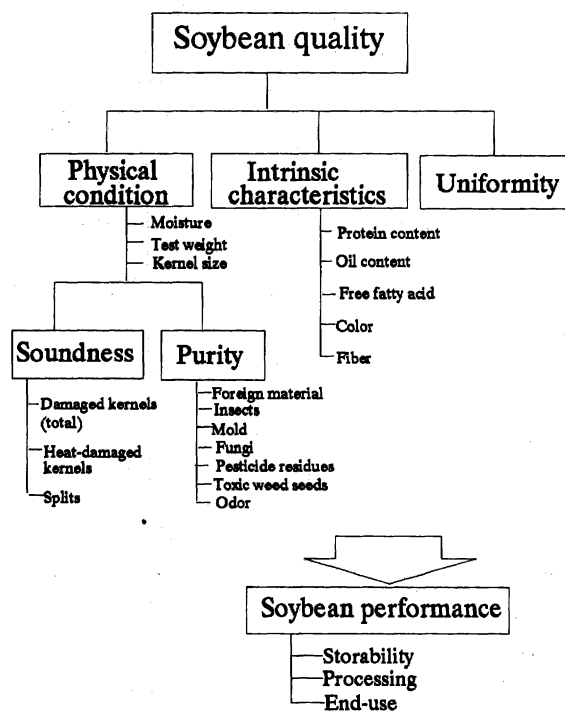 Soybean quality
Physical
condition
Intrinsic
characteristics
Uniformity
Moisture
Test weight
Kernel size
Protein content
Oil content
Free fatty acid
Color
Fiber
Soundness
Purity
Damaged kernels
(total)
Heat-damaged
kernels
Splits
Foreign material
Insects
Mold
Fungi
Pesticide residues
Toxic weed seeds
Odor
Soybean performance
Storability
Processing
End-use